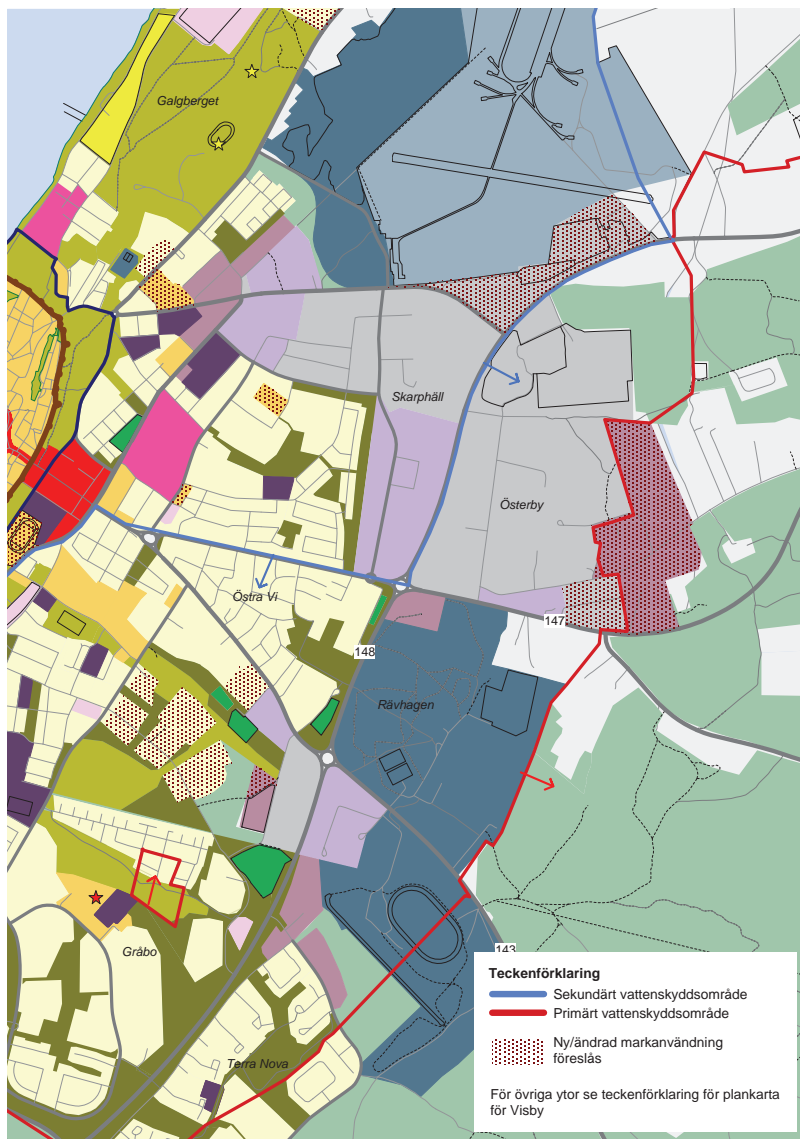 Galgberget
Skarphäll
Österby
Östra Vi
147
148
Rävhagen
143
Gråbo
Terra Nova
Teckenförklaring
Sekundärt vattenskyddsområde
Primärt vattenskyddsområde
Ny/ändrad markanvändning
föreslås
För övriga ytor se teckenförklaring för plankarta
för Visby